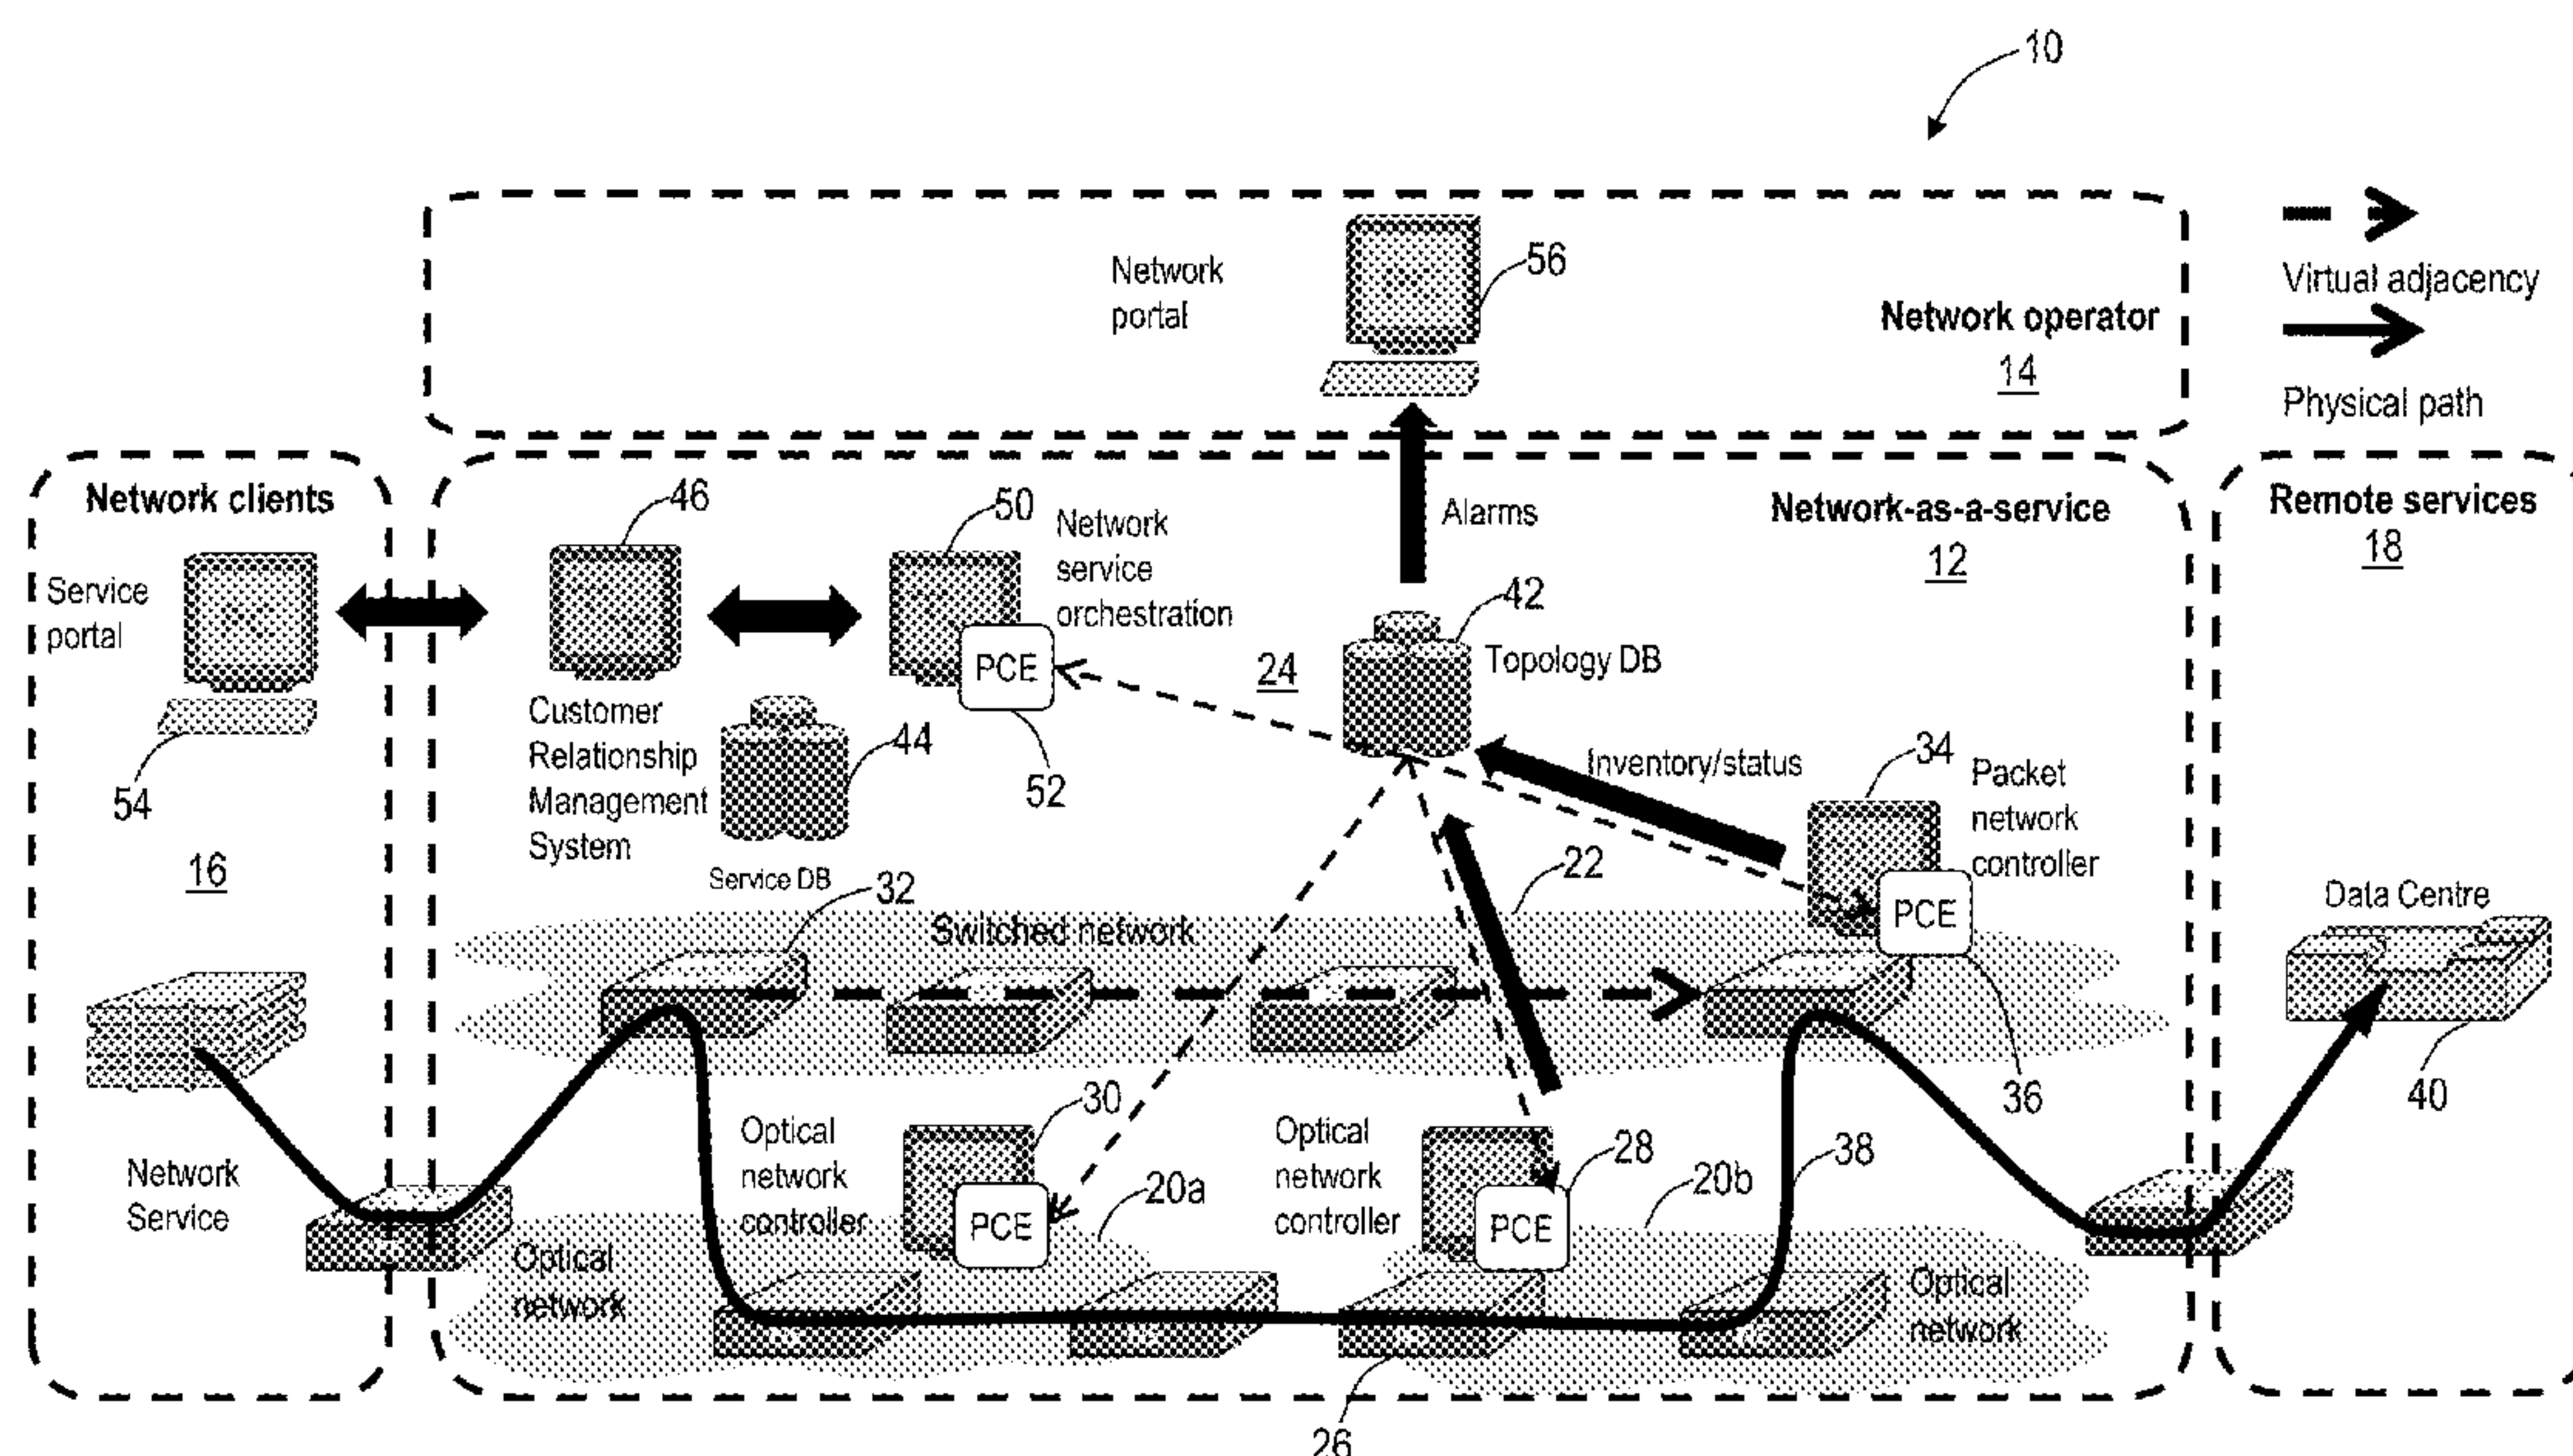 10
Network
portal
56
Network operator
14
Virtual adjacency
Physical path
Network clients
Service
portal
54
16
Network
Service
46
Customer
Relationship
Management
System
44
Service DB
50
Network
service
orchestration
PCE
52
24
Alarms
42
Topology DB
Network-as-a-service
12
Inventory/status
34
Packet
network
controller
PCE
36
22
32
Switched network
Optical
network
controller
30
PCE
20a
Optical
network
Optical
network
controller
28
PCE
20b
38
Optical
network
26
Remote services
18
Data Centre
40